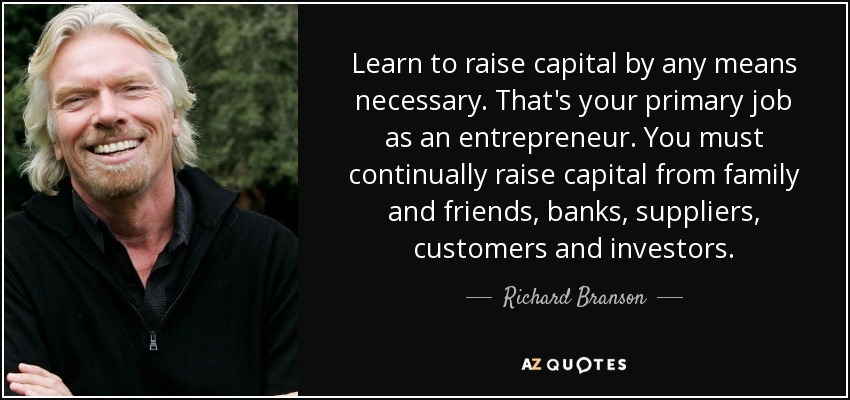 Learn to raise capital by any means
necessary. That's your primary job
as an entrepreneur. You must
continually raise capital from family
and friends, banks, suppliers,
customers and investors.
Richard Branson
AZ QUOTES